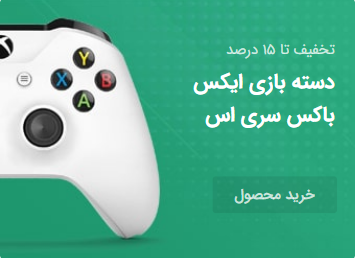 تخفیف تا ۱۵ درصد
دسته بازی ایکس
باکس سری اس
خرید محصول
Y
X
B
A